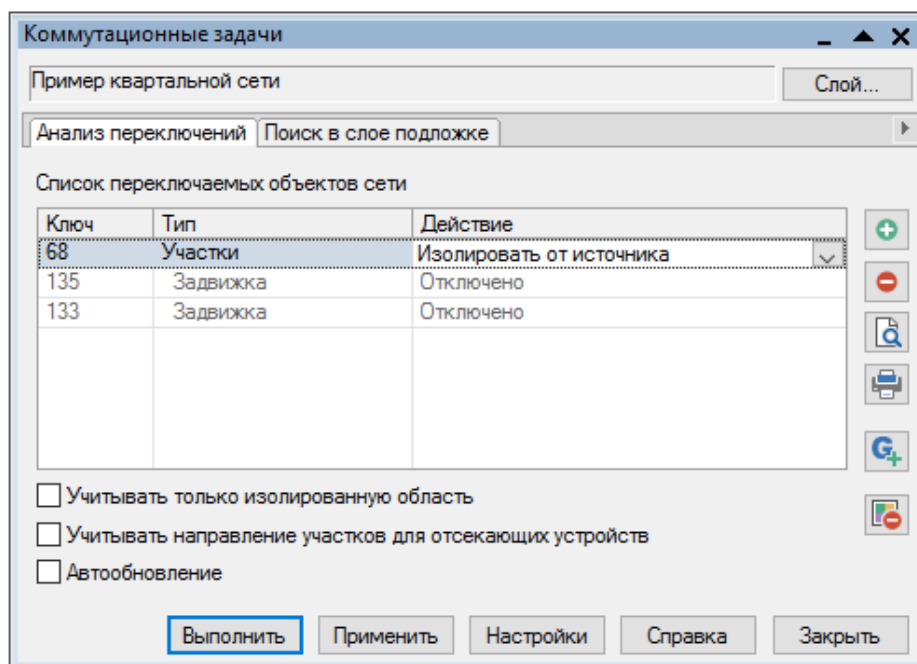 Коммутационные задачи
Пример квартальной сети
Слой...
Анализ переключений Поиск в слое подложке
Список переключаемых объектов сети
Ключ Тип Действие
68 Участки Изолировать от источника
135 Задвижка Отключено
133 Задвижка Отключено
Учитывать только изолированную область
Учитывать направление участков для отсекающих устройств
Автообновление
Выполнить Применить Настройки Справка Закрыть